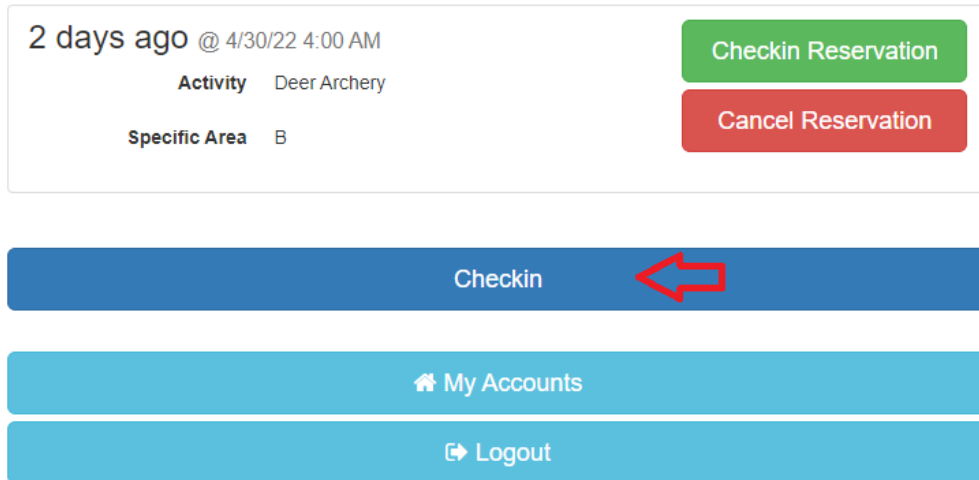 2 days ago @ 4/30/22 4:00 AM
Checkin Reservation
Activity Deer Archery
Cancel Reservation
Specific Area B
Checkin
My Accounts
Logout